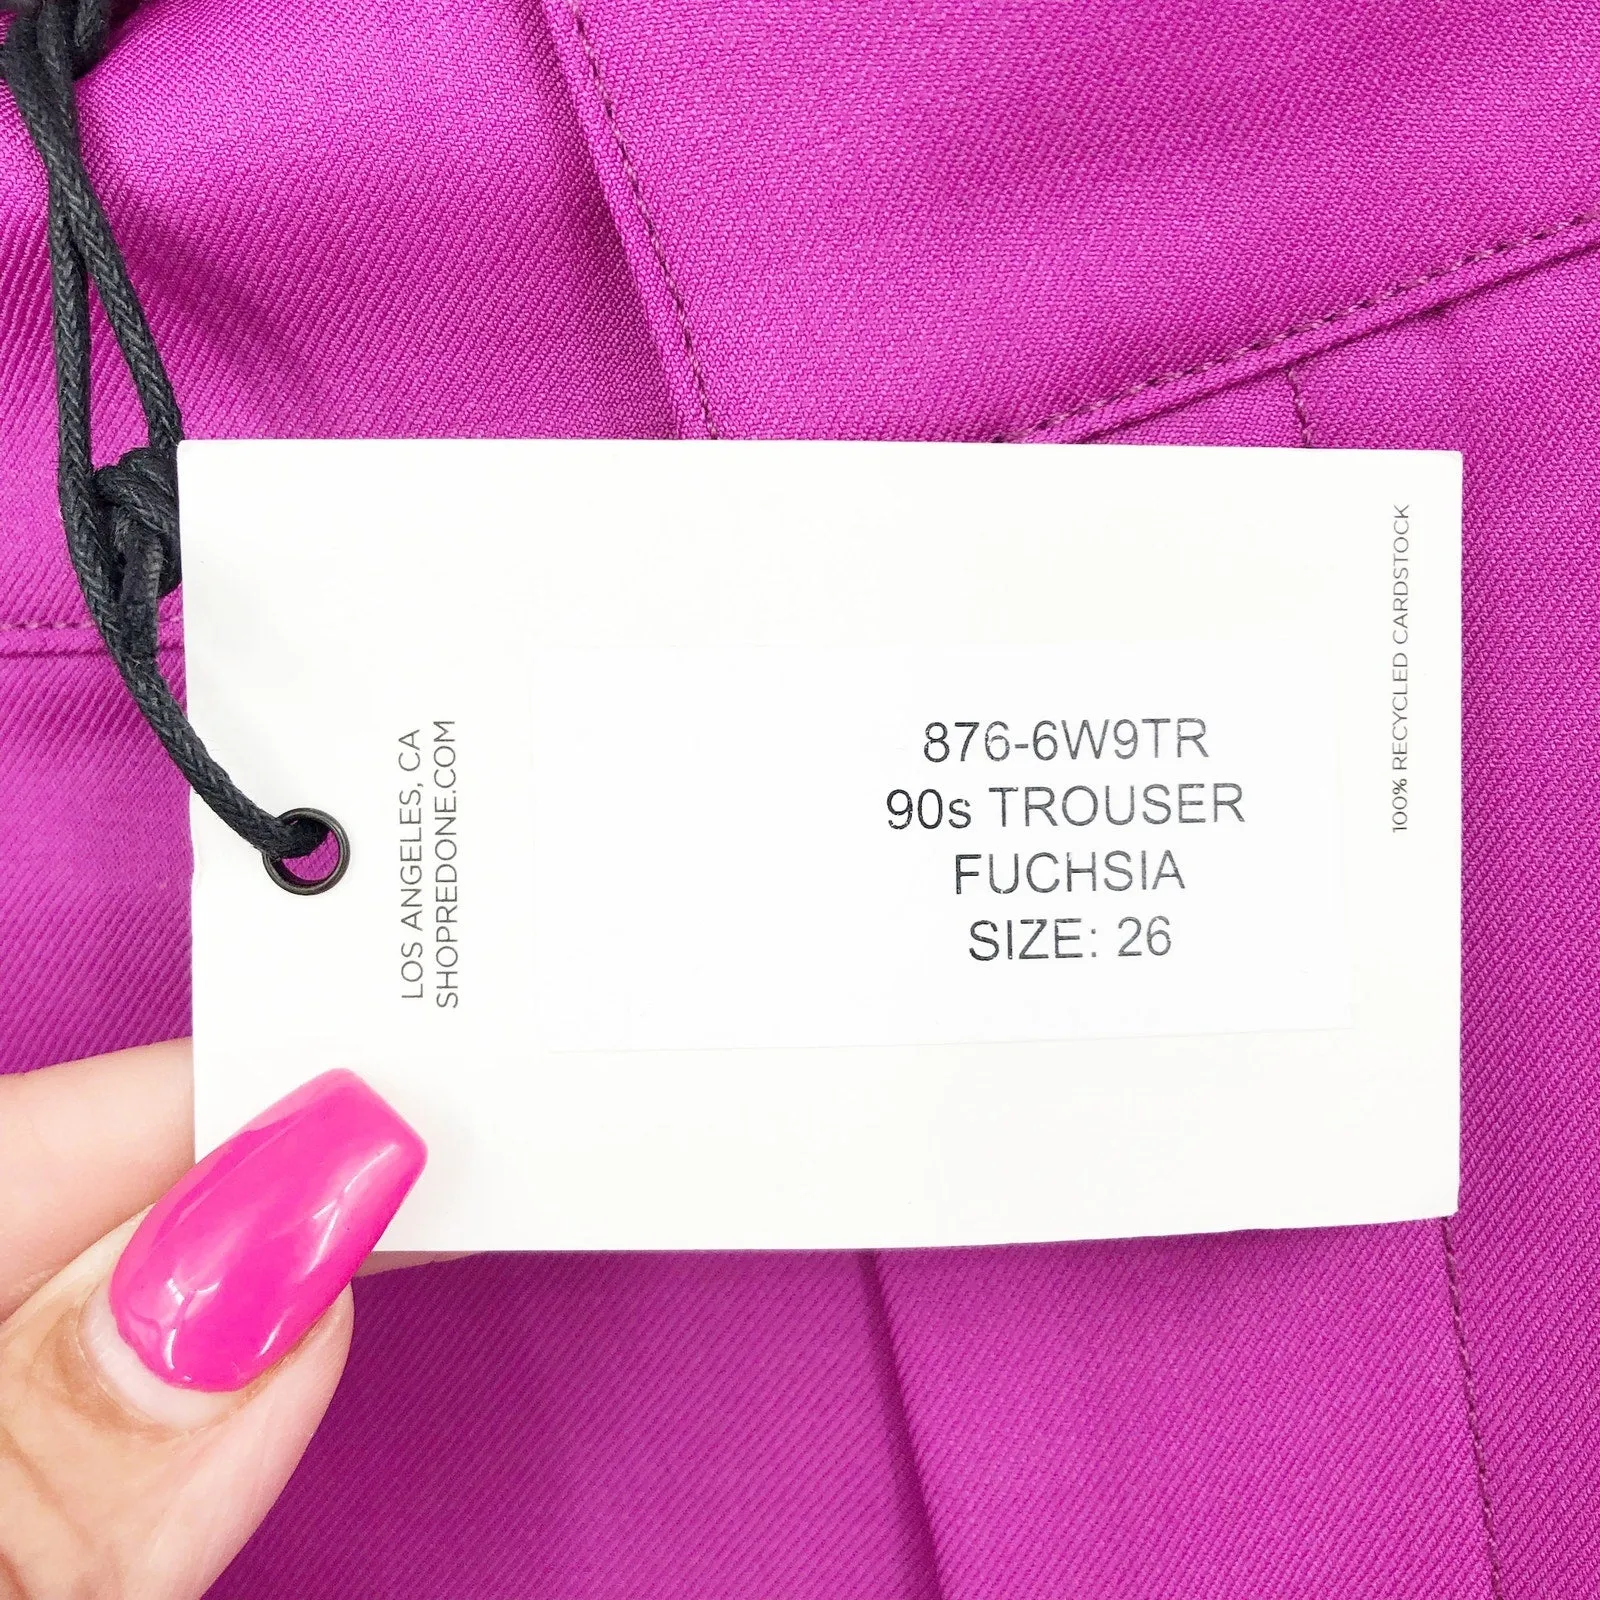 LOS ANGELES, CA
SHOPREDONE.COM
876-6W9TR
90s TROUSER
FUCHSIA
SIZE: 26
100% RECYCLED CARDSTOCK